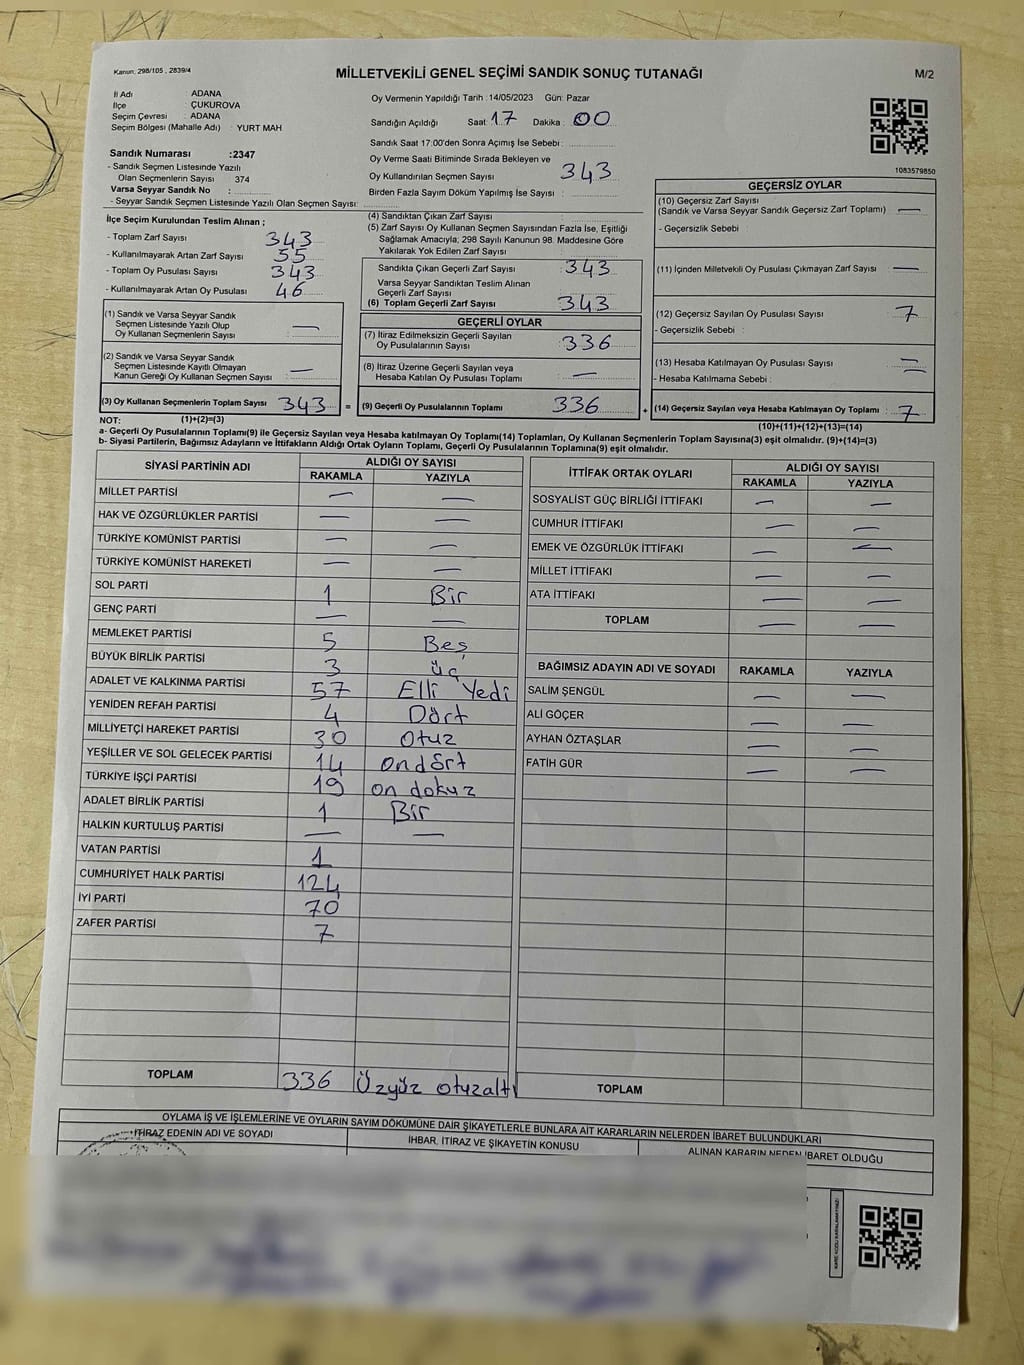 Kanun: 298/105 , 2839/4
MİLLETVEKİLİ GENEL SEÇİMİ SANDIK SONUÇ TUTANAĞI
M/2
İl Adı ADANA
İlçe ÇUKUROVA
Seçim Çevresi : ADANA
Seçim Bölgesi (Mahalle Adı) : YURT MAH
Oy Vermenin Yapıldığı Tarih : 14/05/2023 Gün: Pazar
Sandığın Açıldığı Saat: 17 Dakika : 00
Sandık Saat 17:00'den Sonra Açımış İse Sebebi :
Oy Verme Saati Bitiminde Sırada Bekleyen ve
Oy Kullandırılan Seçmen Sayısı : 343
Birden Fazla Sayım Döküm Yapılmış İse Sayısı :
1083579850
Sandık Numarası :2347
- Sandık Seçmen Listesinde Yazılı
Olan Seçmenlerin Sayısı : 374
Varsa Seyyar Sandık No :
- Seyyar Sandık Seçmen Listesinde Yazılı Olan Seçmen Sayısı:
İlçe Seçim Kurulundan Teslim Alınan ;
- Toplam Zarf Sayısı : 343
- Kullanılmayarak Artan Zarf Sayısı : 55
- Toplam Oy Pusulası Sayısı : 343
- Kullanılmayarak Artan Oy Pusulası : 46
(1) Sandık ve Varsa Seyyar Sandık
Seçmen Listesinde Yazılı Olup
Oy Kullanan Seçmenlerin Sayısı : —
(2) Sandık ve Varsa Seyyar Sandık
Seçmen Listesinde Kayıtlı Olmayan
Kanun Gereği Oy Kullanan Seçmen Sayısı : —
(3) Oy Kullanan Seçmenlerin Toplam Sayısı : 343 =
(1)+(2)=(3)
(4) Sandıktan Çıkan Zarf Sayısı :
(5) Zarf Sayısı Oy Kullanan Seçmen Sayısından Fazla İse, Eşitliği
Sağlamak Amacıyla; 298 Sayılı Kanunun 98. Maddesine Göre
Yakılarak Yok Edilen Zarf Sayısı :
Sandıkta Çıkan Geçerli Zarf Sayısı : 343
Varsa Seyyar Sandıktan Teslim Alınan
Geçerli Zarf Sayısı :
(6) Toplam Geçerli Zarf Sayısı : 343
GEÇERLİ OYLAR
(7) İtiraz Edilmeksizin Geçerli Sayılan
Oy Pusulalarının Sayısı : 336
(8) İtiraz Üzerine Geçerli Sayılan veya
Hesaba Katılan Oy Pusulası Toplamı : —
(9) Geçerli Oy Pusulalarının Toplamı : 336 +
GEÇERSİZ OYLAR
(10) Geçersiz Zarf Sayısı
(Sandık ve Varsa Seyyar Sandık Geçersiz Zarf Toplamı) : —
- Geçersizlik Sebebi :
(11) İçinden Milletvekili Oy Pusulası Çıkmayan Zarf Sayısı : —
(12) Geçersiz Sayılan Oy Pusulası Sayısı : 7
- Geçersizlik Sebebi :
(13) Hesaba Katılmayan Oy Pusulası Sayısı : —
- Hesaba Katılmama Sebebi : —
(14) Geçersiz Sayılan veya Hesaba Katılmayan Oy Toplamı : 7
(10)+(11)+(12)+(13)=(14)
NOT:
a- Geçerli Oy Pusulalarının Toplamı(9) ile Geçersiz Sayılan veya Hesaba katılmayan Oy Toplamı(14) Toplamları, Oy Kullanan Seçmenlerin Toplam Sayısına(3) eşit olmalıdır. (9)+(14)=(3)
b- Siyasi Partilerin, Bağımsız Adayların ve İttifakların Aldığı Ortak Oyların Toplamı, Geçerli Oy Pusulalarının Toplamına(9) eşit olmalıdır.
SİYASİ PARTİNİN ADI ALDIĞI OY SAYISI
RAKAMLA YAZIYLA
MİLLET PARTİSİ — —
HAK VE ÖZGÜRLÜKLER PARTİSİ — —
TÜRKİYE KOMÜNİST PARTİSİ — —
TÜRKİYE KOMÜNİST HAREKETİ — —
SOL PARTİ 1 Bir
GENÇ PARTİ — —
MEMLEKET PARTİSİ 5 Beş
BÜYÜK BİRLİK PARTİSİ 3 üç
ADALET VE KALKINMA PARTİSİ 57 Elli Yedi
YENİDEN REFAH PARTİSİ 4 Dört
MİLLİYETÇİ HAREKET PARTİSİ 30 otuz
YEŞİLLER VE SOL GELECEK PARTİSİ 14 ondört
TÜRKİYE İŞÇİ PARTİSİ 19 on dokuz
ADALET BİRLİK PARTİSİ 1 Bir
HALKIN KURTULUŞ PARTİSİ — —
VATAN PARTİSİ 1
CUMHURİYET HALK PARTİSİ 124
İYİ PARTİ 70
ZAFER PARTİSİ 7
TOPLAM 336 Üzyüz otuzaltı
İTTİFAK ORTAK OYLARI ALDIĞI OY SAYISI
RAKAMLA YAZIYLA
SOSYALİST GÜÇ BİRLİĞİ İTTİFAKI — —
CUMHUR İTTİFAKI — —
EMEK VE ÖZGÜRLÜK İTTİFAKI — —
MİLLET İTTİFAKI — —
ATA İTTİFAKI — —
TOPLAM — —
BAĞIMSIZ ADAYIN ADI VE SOYADI RAKAMLA YAZIYLA
SALİM ŞENGÜL — —
ALİ GÖÇER — —
AYHAN ÖZTAŞLAR — —
FATİH GÜR — —
TOPLAM
OYLAMA İŞ VE İŞLEMLERİNE VE OYLARIN SAYIM DÖKÜMÜNE DAİR ŞİKAYETLERLE BUNLARA AİT KARARLARIN NELERDEN İBARET BULUNDUKLARI
İTİRAZ EDENİN ADI VE SOYADI İHBAR, İTİRAZ VE ŞİKAYETİN KONUSU ALINAN KARARIN NEDEN İBARET OLDUĞU